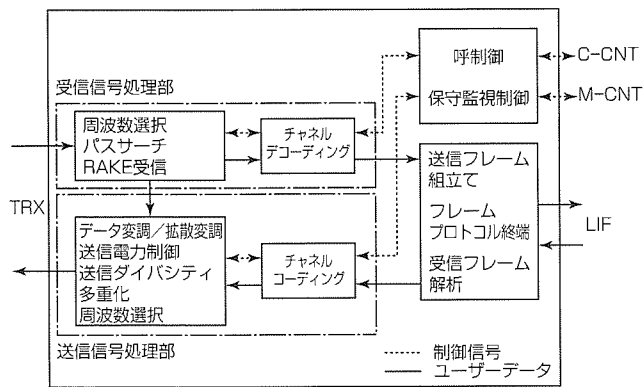 受信信号処理部
周波数選択
パスサーチ
RAKE受信
チャネル
デコーディング
呼制御
保守監視制御
C-CNT
M-CNT
TRX
データ変調/拡散変調
送信電力制御
送信ダイバシティ
多重化
周波数選択
チャネル
コーディング
送信信号処理部
送信フレーム
組立て
フレーム
プロトコル終端
受信フレーム
解析
LIF
制御信号
ユーザーデータ